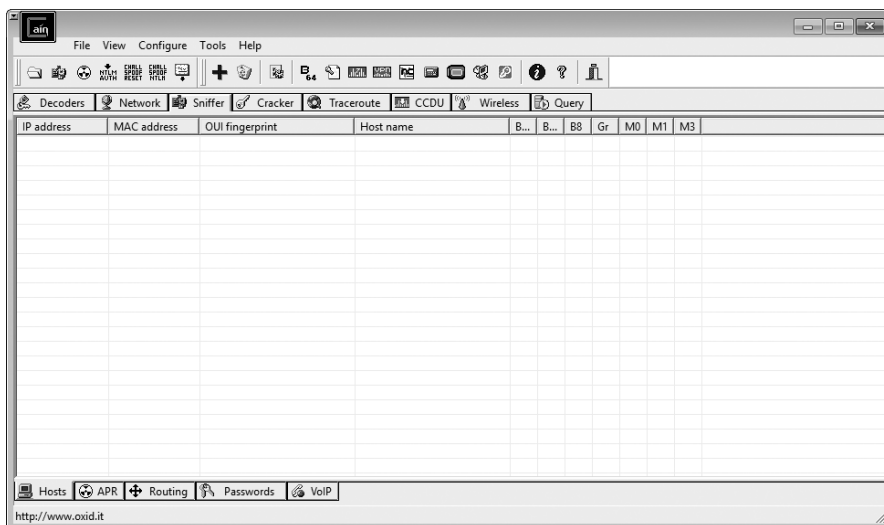 aın
File View Configure Tools Help
NTLM AUTH
CHALL SPOOF RESET
CHALL SPOOF NTLM
B 64
Decoders Network Sniffer Cracker Traceroute CCDU Wireless Query
IP address MAC address OUI fingerprint Host name B... B... B8 Gr M0 M1 M3
Hosts APR Routing Passwords VoIP
http://www.oxid.it